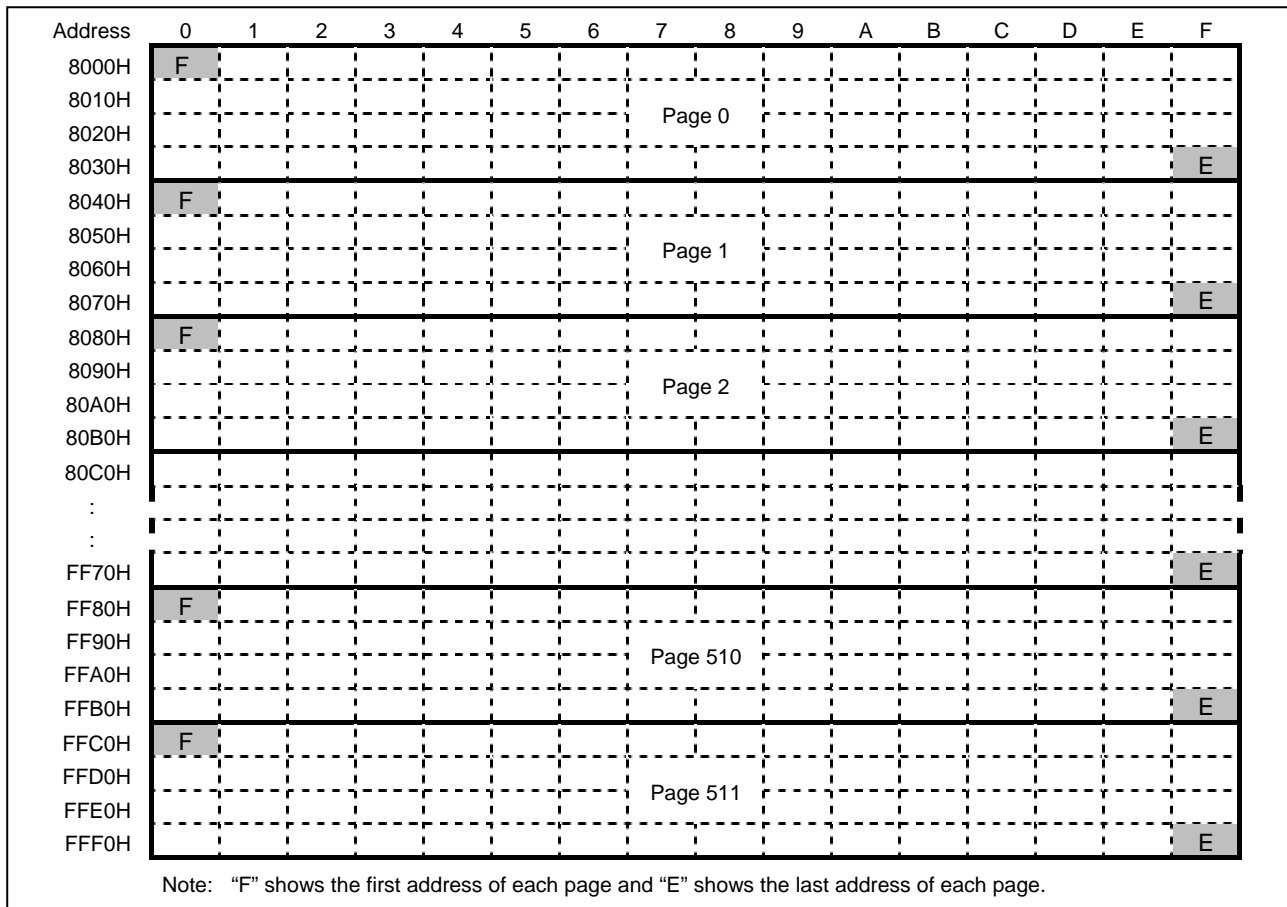 Address 0 1 2 3 4 5 6 7 8 9 A B C D E F
8000H F
8010H
Page 0
8020H
8030H E
8040H F
8050H
Page 1
8060H
8070H E
8080H F
8090H
Page 2
80A0H
80B0H E
80C0H
:
:
FF70H E
FF80H F
FF90H
Page 510
FFA0H
FFB0H E
FFC0H F
FFD0H
Page 511
FFE0H
FFF0H E
Note: “F” shows the first address of each page and “E” shows the last address of each page.